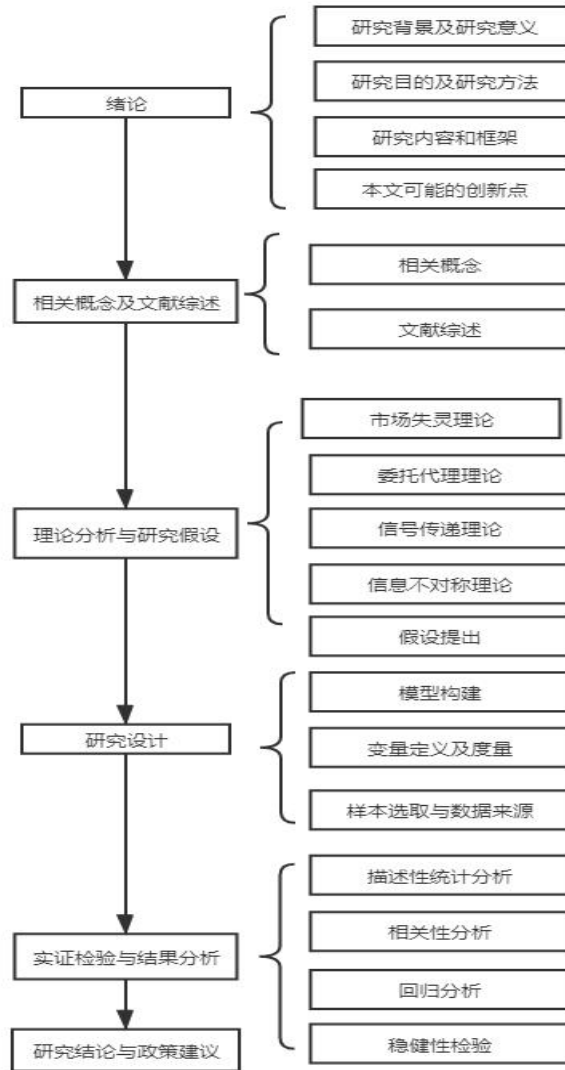 绪论
研究背景及研究意义
研究目的及研究方法
研究内容和框架
本文可能的创新点
相关概念及文献综述
相关概念
文献综述
理论分析与研究假设
市场失灵理论
委托代理理论
信号传递理论
信息不对称理论
假设提出
研究设计
模型构建
变量定义及度量
样本选取与数据来源
实证检验与结果分析
描述性统计分析
相关性分析
回归分析
稳健性检验
研究结论与政策建议